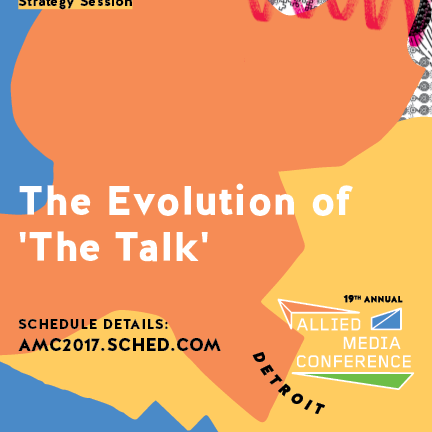 Strategy Session
The Evolution of
'The Talk'
SCHEDULE DETAILS:
AMC2017.SCHED.COM
19TH ANNUAL
ALLIED
MEDIA
CONFERENCE
DETROIT